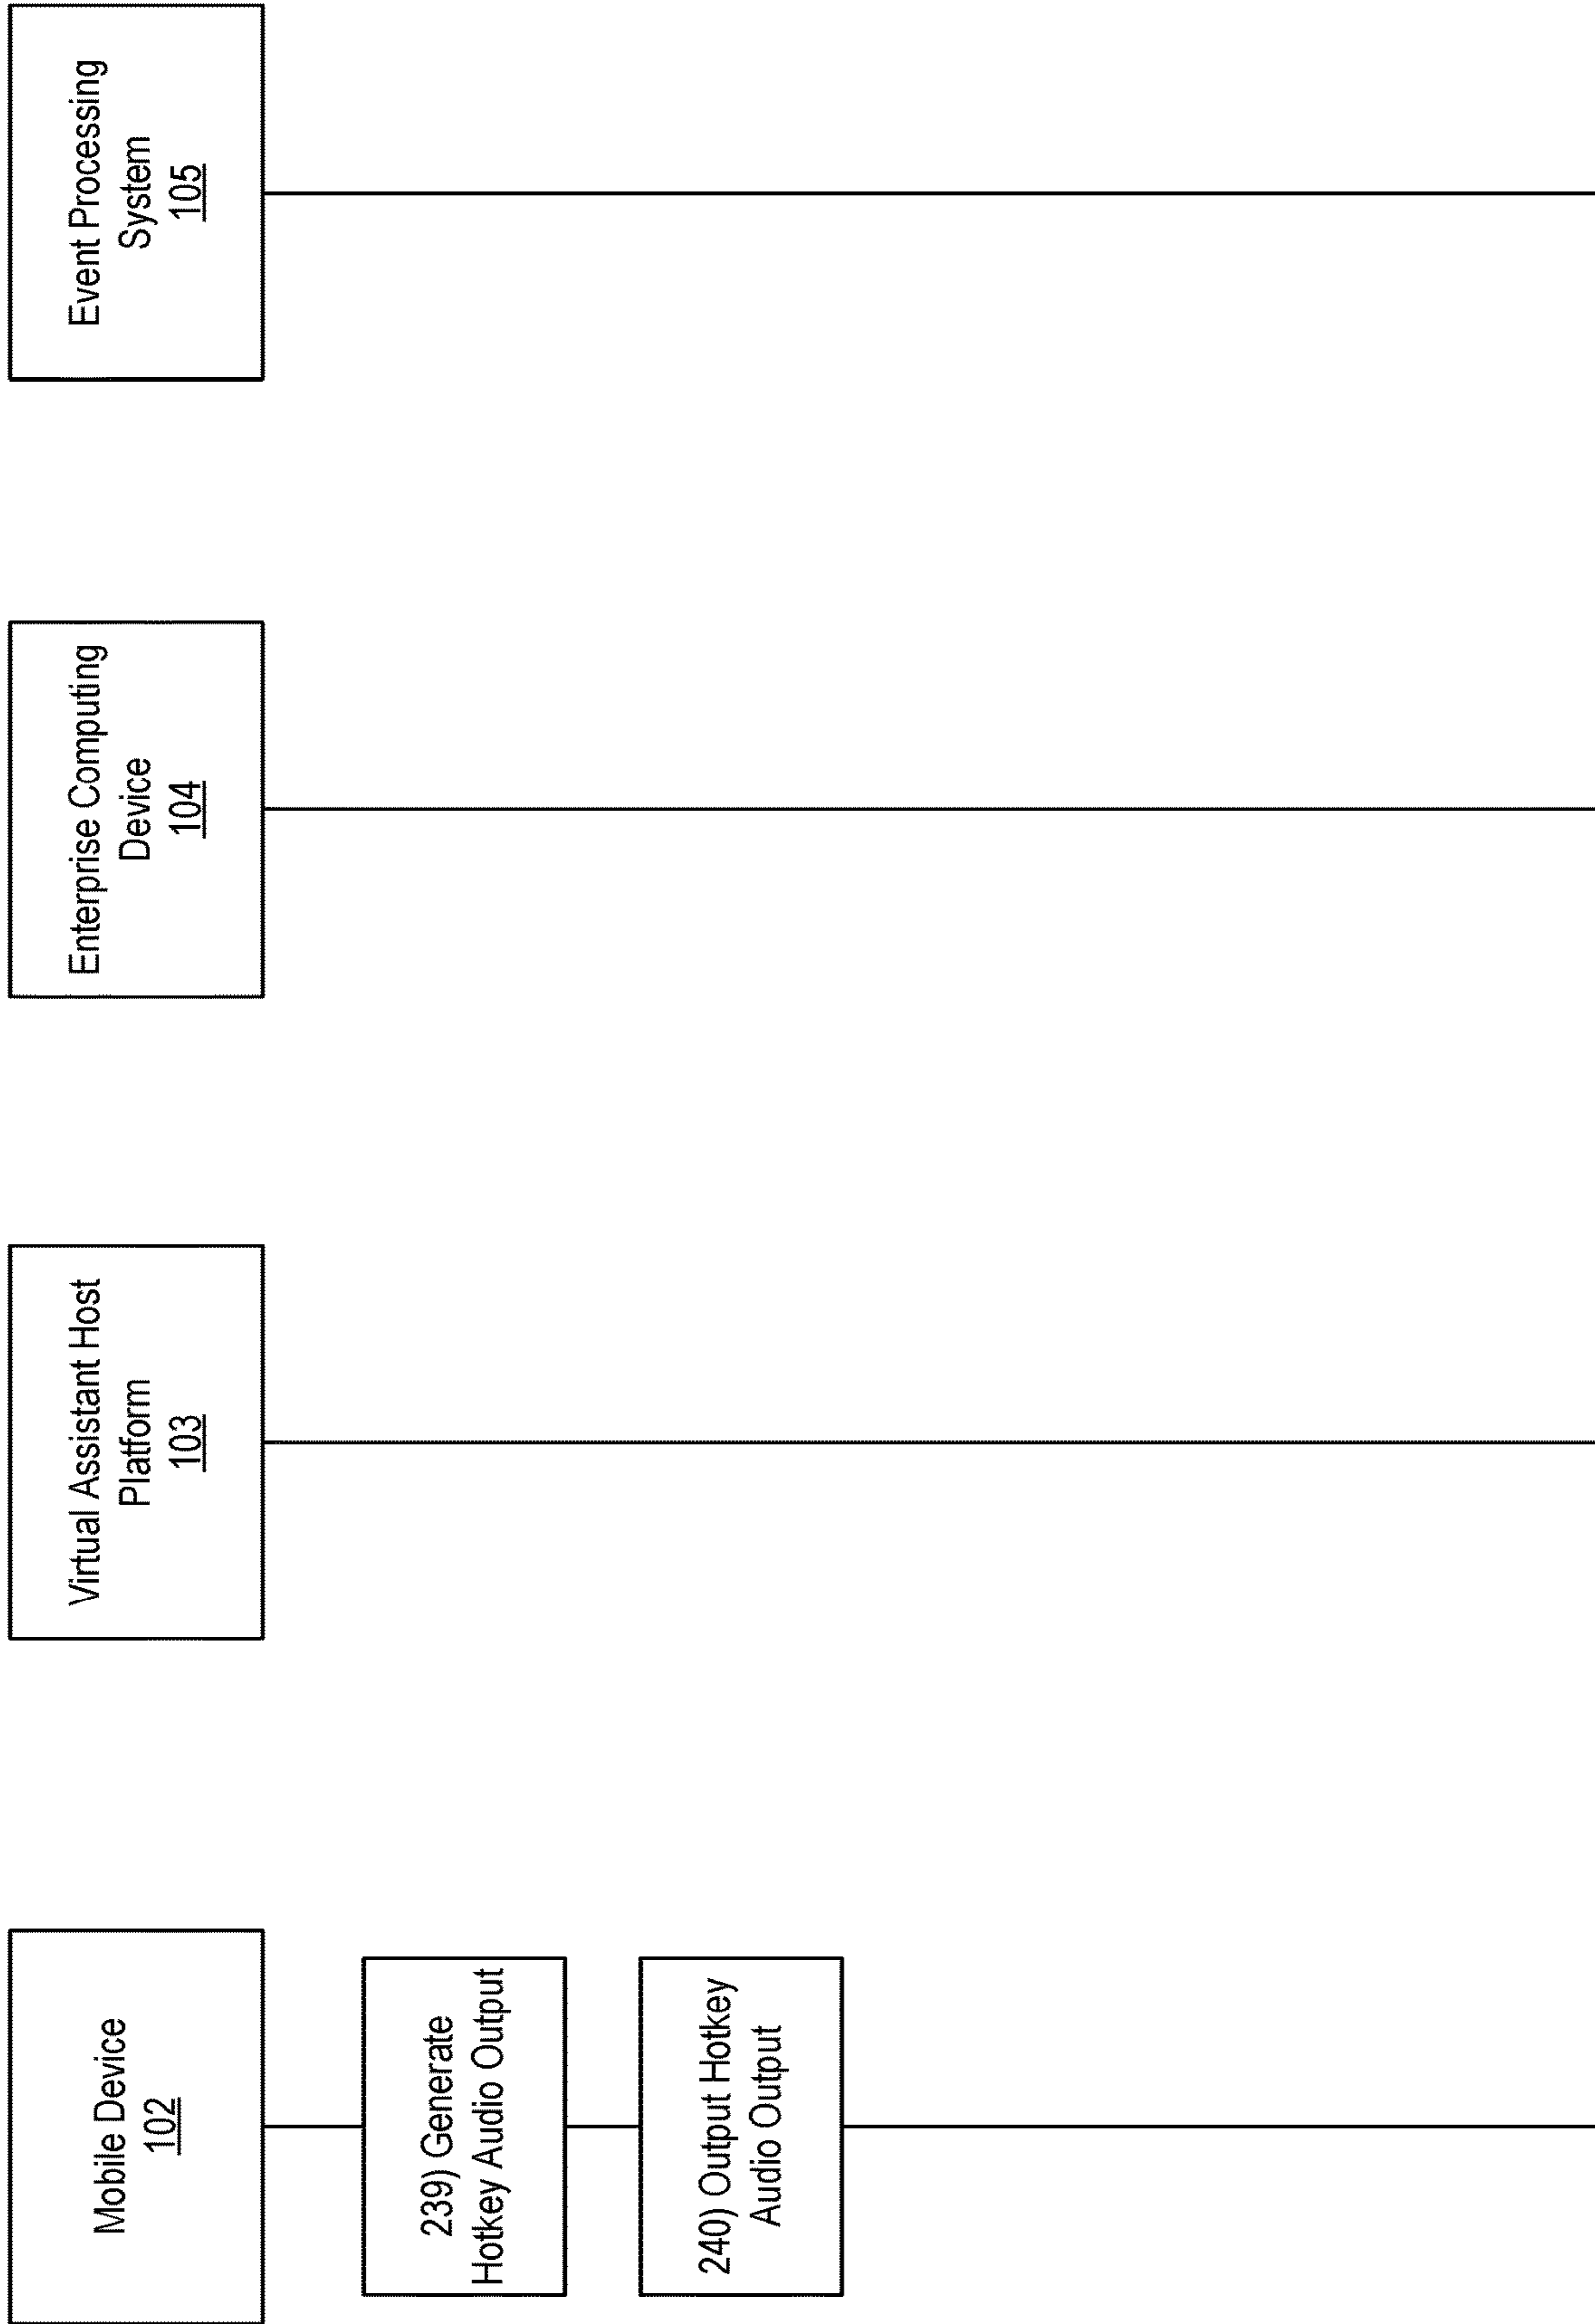 Mobile Device
102
Virtual Assistant Host
Platform
103
Enterprise Computing
Device
104
Event Processing
System
105
239) Generate
Hotkey Audio Output
240) Output Hotkey
Audio Output